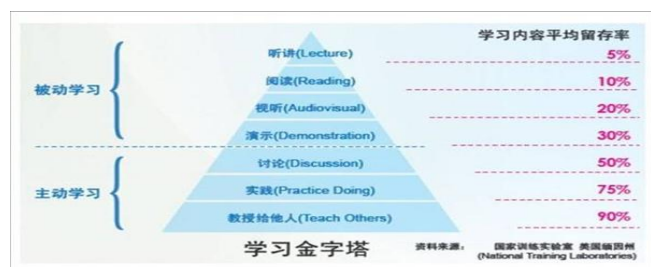 学习内容平均留存率
听讲(Lecture) 5%
阅读(Reading) 10%
被动学习
视听(Audiovisual) 20%
演示(Demonstration) 30%
讨论(Discussion) 50%
主动学习
实践(Practice Doing) 75%
教授给他人(Teach Others) 90%
学习金字塔
资料来源： 国家训练实验室 美国缅因州
(National Training Laboratories)